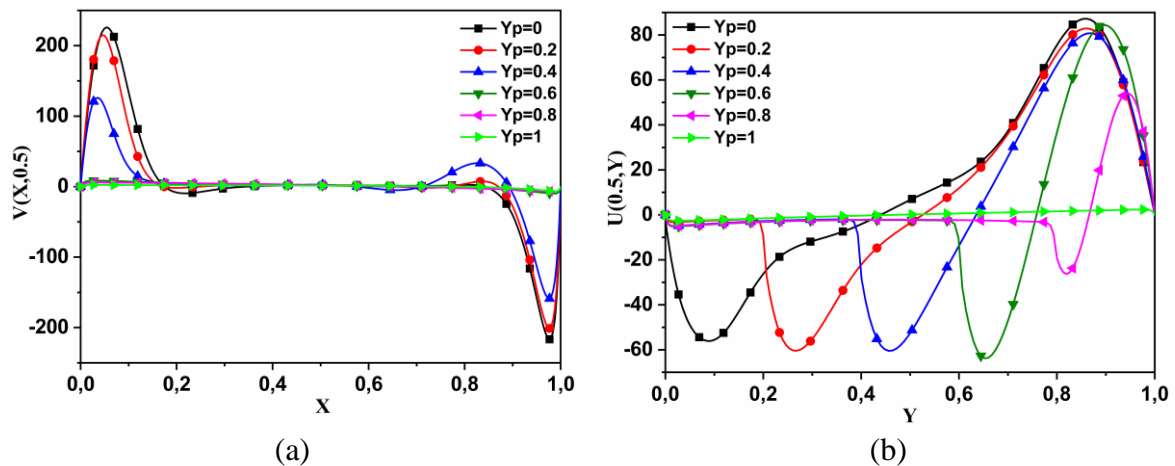 (a)
V(X,0.5)
200
100
0
-100
-200
Yp=0
Yp=0.2
Yp=0.4
Yp=0.6
Yp=0.8
Yp=1
0,0 0,2 0,4 0,6 0,8 1,0
X
(a)
(b)
U(0.5,Y)
80
60
40
20
0
-20
-40
-60
Yp=0
Yp=0.2
Yp=0.4
Yp=0.6
Yp=0.8
Yp=1
0,0 0,2 0,4 0,6 0,8 1,0
Y
(b)